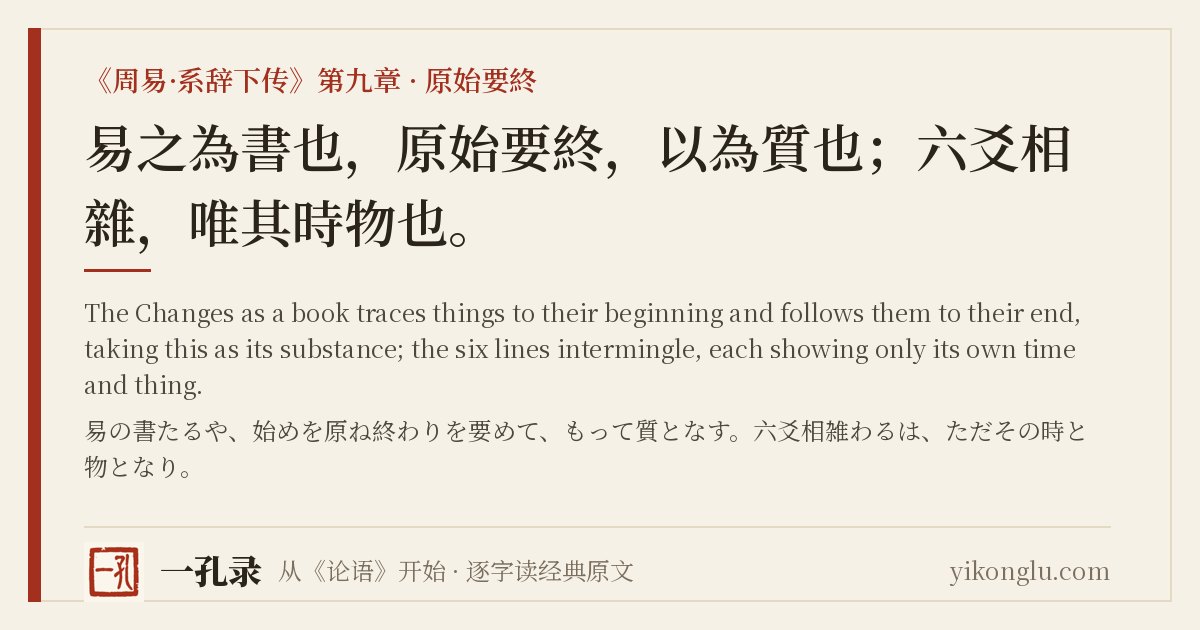 《周易·系辞下传》第九章 · 原始要終
易之為書也，原始要終，以為質也；六爻相
雜，唯其時物也。
The Changes as a book traces things to their beginning and follows them to their end,
taking this as its substance; the six lines intermingle, each showing only its own time
and thing.
易の書たるや、始めを原ね終わりを要めて、もって質となす。六爻相雑わるは、ただその時と
物となり。
一孔
一孔录
从《论语》开始 · 逐字读经典原文
yikonglu.com